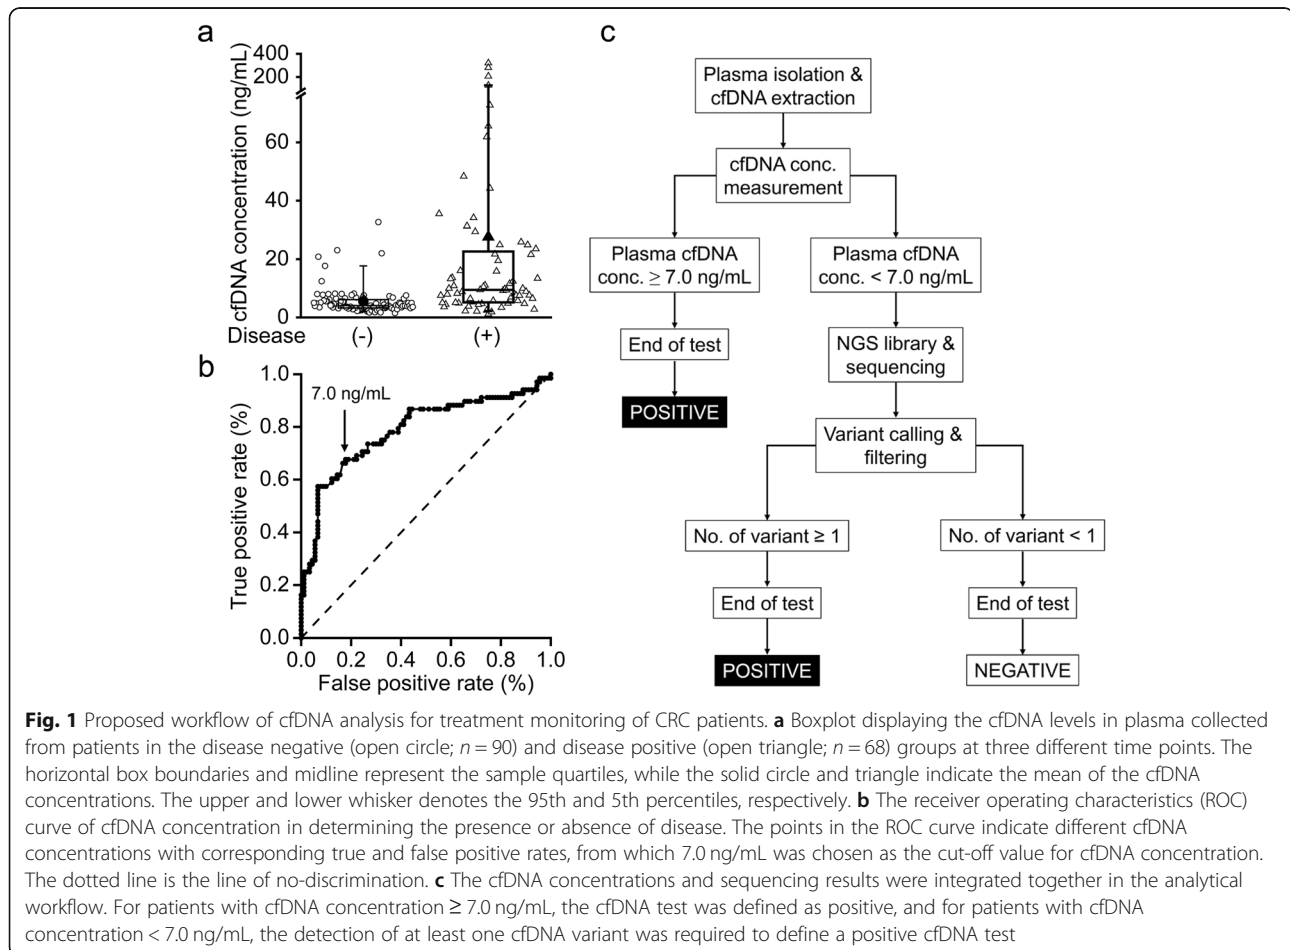 a
cfDNA concentration (ng/mL)
400
200
60
40
20
0
Disease (-) (+)
b
True positive rate (%)
1.0
0.8
0.6
0.4
0.2
0.0
7.0 ng/mL
0.0 0.2 0.4 0.6 0.8 1.0
False positive rate (%)
c
Plasma isolation &
cfDNA extraction
cfDNA conc.
measurement
Plasma cfDNA
conc. ≥ 7.0 ng/mL
Plasma cfDNA
conc. < 7.0 ng/mL
End of test
POSITIVE
NGS library &
sequencing
Variant calling &
filtering
No. of variant ≥ 1
No. of variant < 1
End of test
End of test
POSITIVE
NEGATIVE
Fig. 1 Proposed workflow of cfDNA analysis for treatment monitoring of CRC patients. a Boxplot displaying the cfDNA levels in plasma collected
from patients in the disease negative (open circle; n = 90) and disease positive (open triangle; n = 68) groups at three different time points. The
horizontal box boundaries and midline represent the sample quartiles, while the solid circle and triangle indicate the mean of the cfDNA
concentrations. The upper and lower whisker denotes the 95th and 5th percentiles, respectively. b The receiver operating characteristics (ROC)
curve of cfDNA concentration in determining the presence or absence of disease. The points in the ROC curve indicate different cfDNA
concentrations with corresponding true and false positive rates, from which 7.0 ng/mL was chosen as the cut-off value for cfDNA concentration.
The dotted line is the line of no-discrimination. c The cfDNA concentrations and sequencing results were integrated together in the analytical
workflow. For patients with cfDNA concentration ≥ 7.0 ng/mL, the cfDNA test was defined as positive, and for patients with cfDNA
concentration < 7.0 ng/mL, the detection of at least one cfDNA variant was required to define a positive cfDNA test